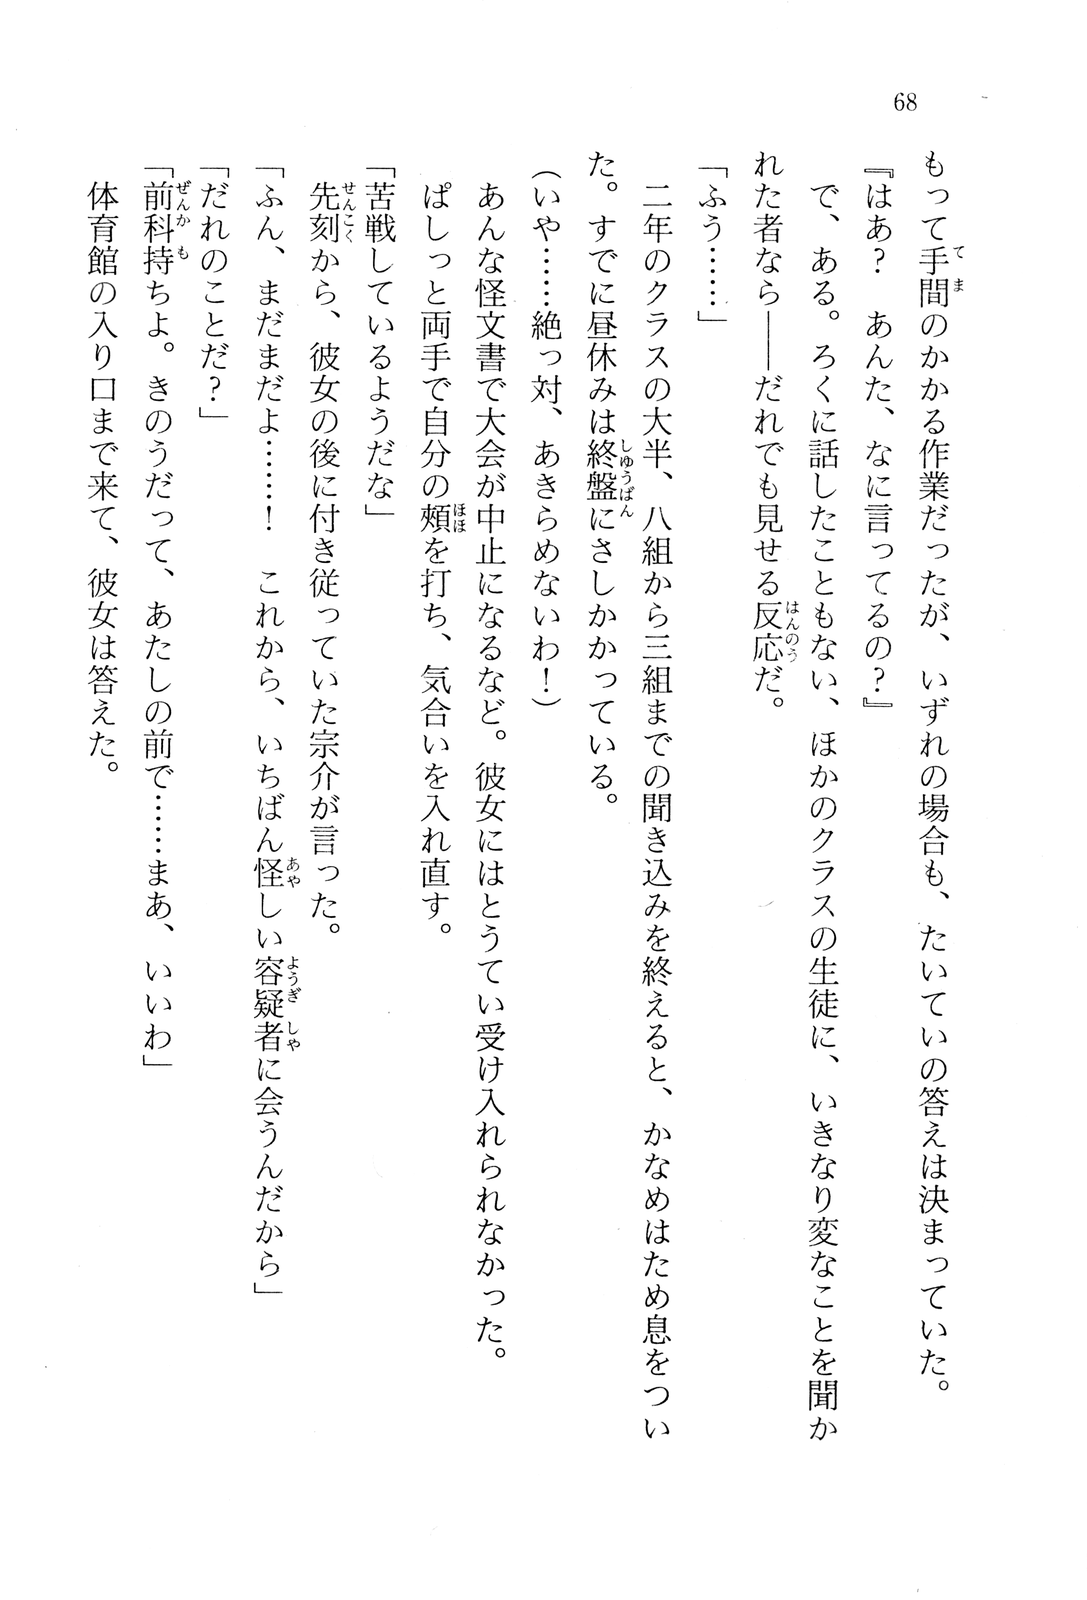 68
もって手間のかかる作業だったが、いずれの場合も、たいていの答えは決まっていた。
『はあ？　あんた、なに言ってるの？』
　で、ある。ろくに話したこともない、ほかのクラスの生徒に、いきなり変なことを聞か
れた者なら――だれでも見せる反応だ。
「ふう……」
　二年のクラスの大半、八組から三組までの聞き込みを終えると、かなめはため息をつい
た。すでに昼休みは終盤にさしかかっている。
（いや……絶っ対、あきらめないわ！）
　あんな怪文書で大会が中止になるなど。彼女にはとうてい受け入れられなかった。
　ぱしっと両手で自分の頰を打ち、気合いを入れ直す。
「苦戦しているようだな」
　先刻から、彼女の後に付き従っていた宗介が言った。
「ふん、まだまだよ……！　これから、いちばん怪しい容疑者に会うんだから」
「だれのことだ？」
「前科持ちよ。きのうだって、あたしの前で……まあ、いいわ」
　体育館の入り口まで来て、彼女は答えた。